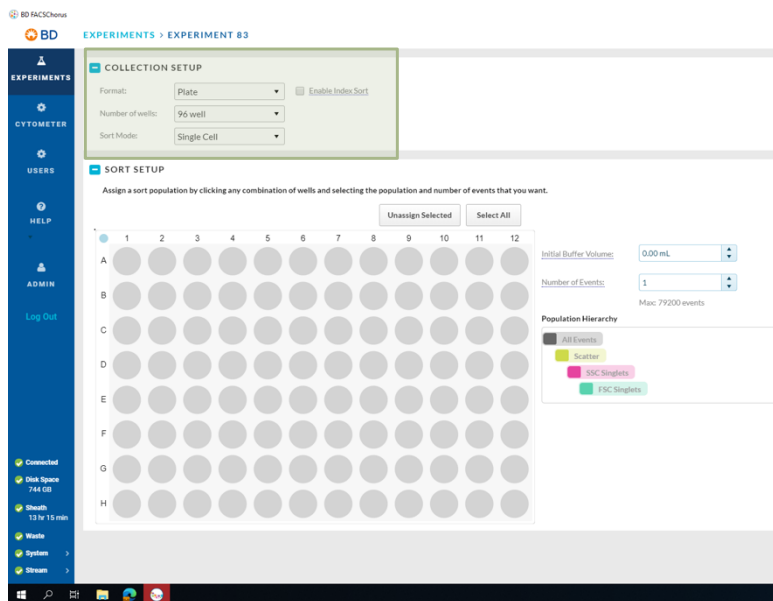 BD FACSChorus
BD
EXPERIMENTS > EXPERIMENT 83
EXPERIMENTS
CYTOMETER
USERS
HELP
ADMIN
Log Out
Connected
Disk Space
744 GB
Sheath
13 hr 15 min
Waste
System >
Stream >
COLLECTION SETUP
Format: Plate Enable Index Sort
Number of wells: 96 well
Sort Mode: Single Cell
SORT SETUP
Assign a sort population by clicking any combination of wells and selecting the population and number of events that you want.
Unassign Selected Select All
1 2 3 4 5 6 7 8 9 10 11 12
A
B
C
D
E
F
G
H
Initial Buffer Volume: 0.00 mL
Number of Events: 1
Max: 79200 events
Population Hierarchy
All Events
Scatter
SSC Singlets
FSC Singlets